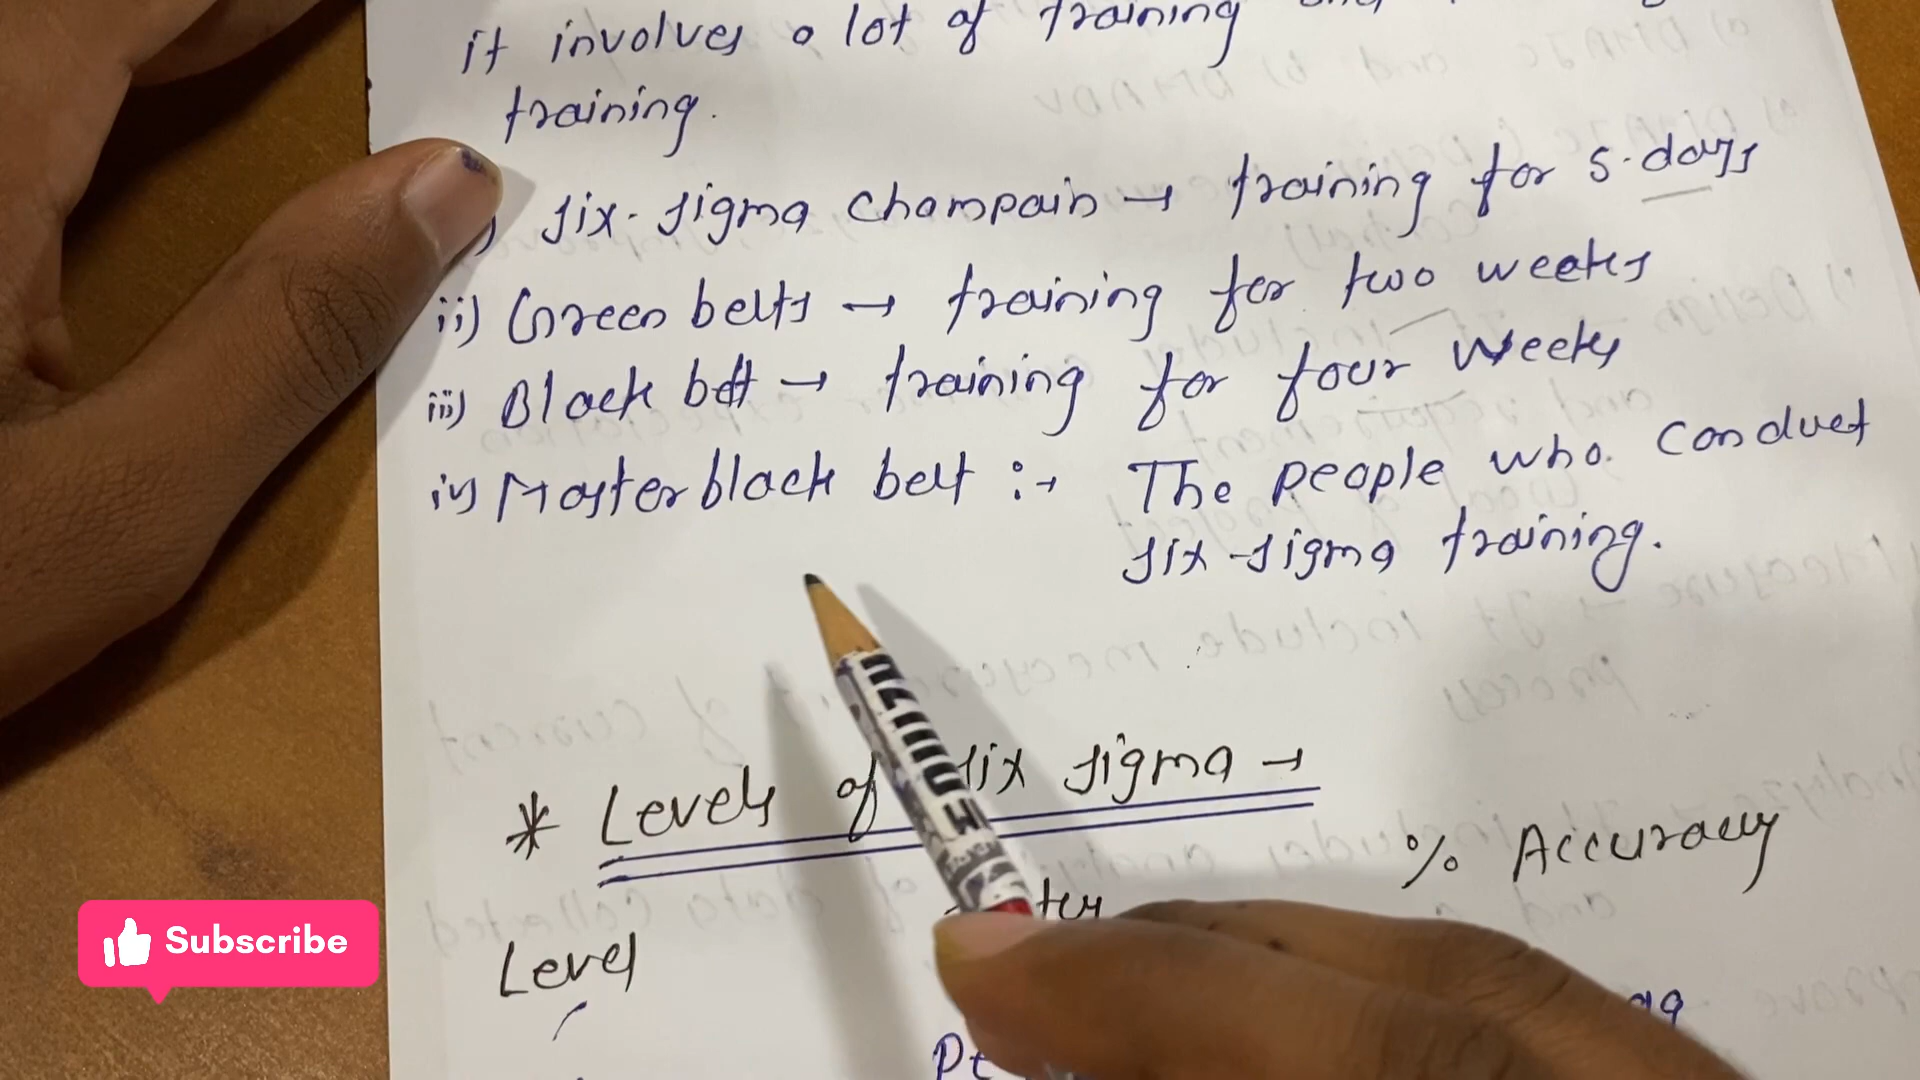 it involves a lot of training
training.
) six-sigma Champain → training for 5-days
ii) Green belts → training for two weeks
iii) Black belt → training for four weeks
iv) Master black belt :→ The people who conduct
six-sigma training.
* Levels of six sigma →
% Accuracy
Level
Subscribe